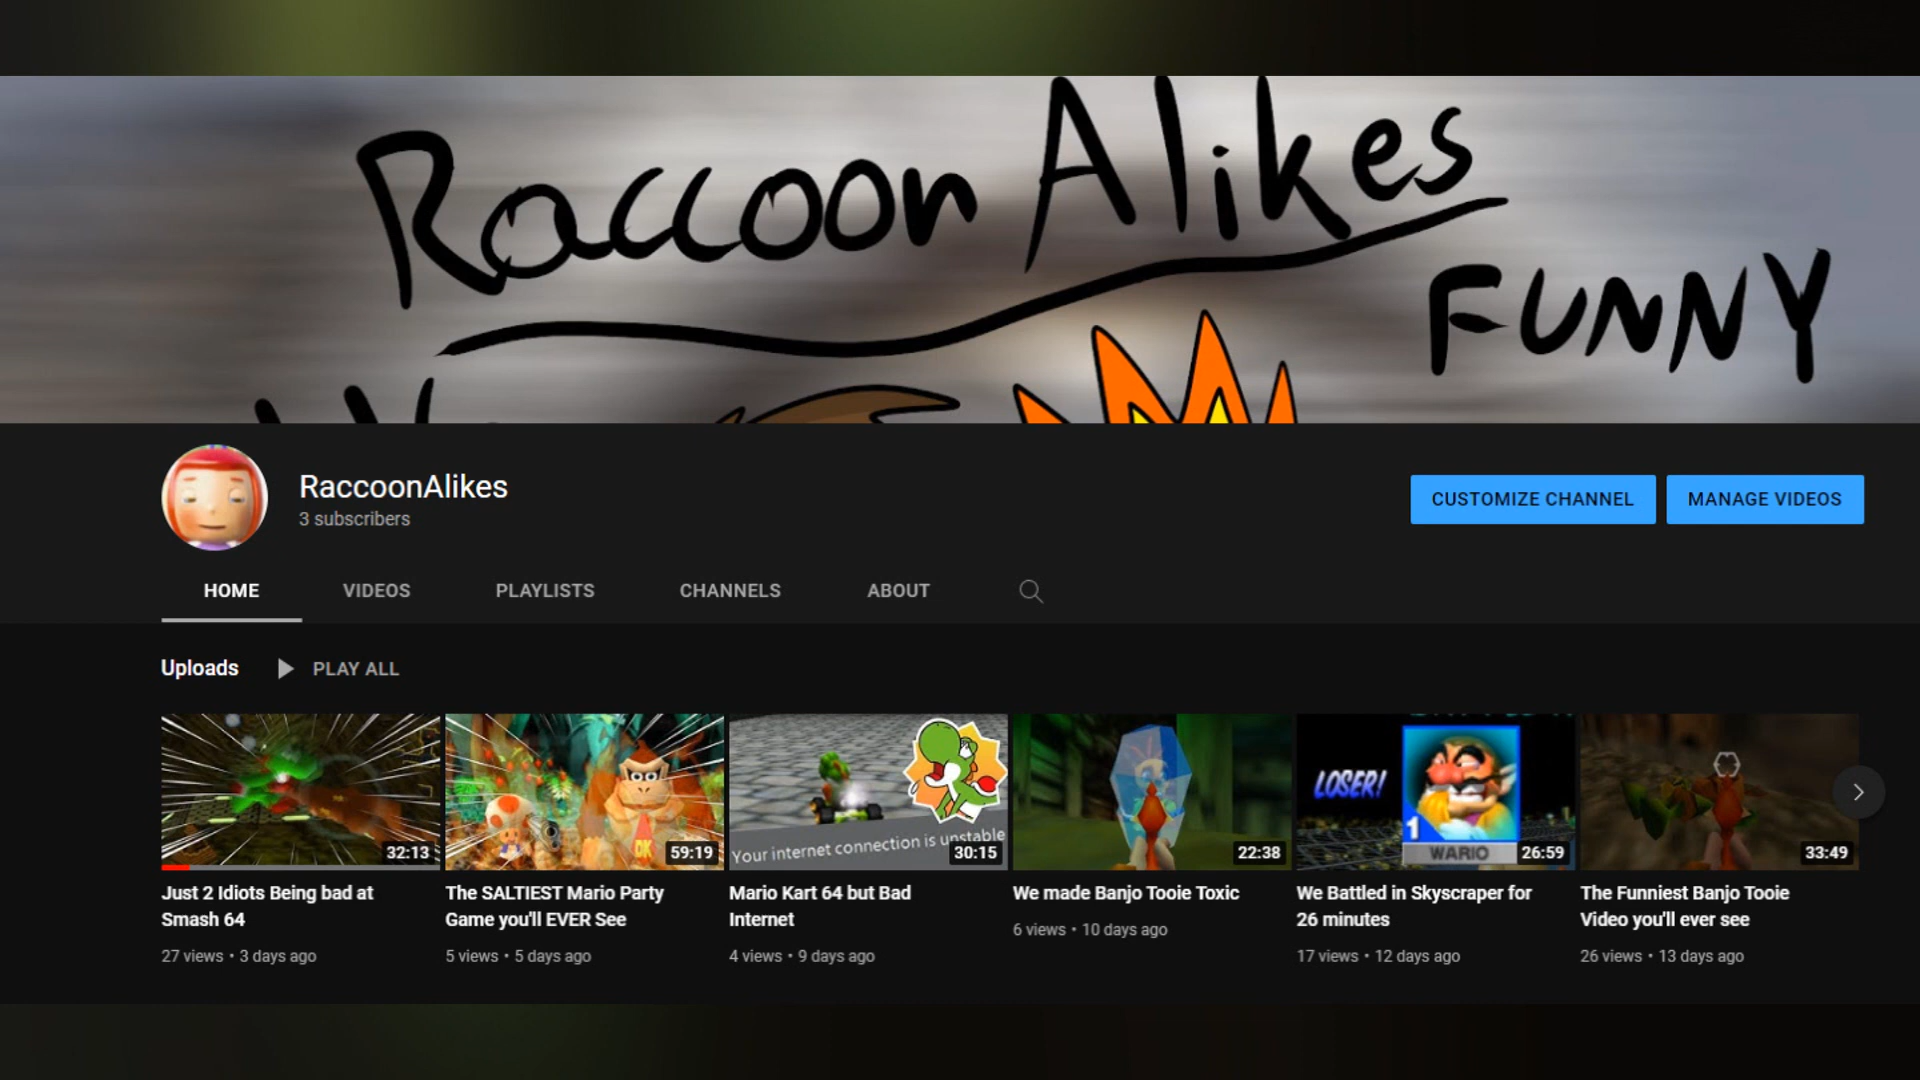 Raccoon Alikes
FUNNY
RaccoonAlikes
3 subscribers
CUSTOMIZE CHANNEL
MANAGE VIDEOS
HOME
VIDEOS
PLAYLISTS
CHANNELS
ABOUT
Uploads
PLAY ALL
32:13
Just 2 Idiots Being bad at
Smash 64
27 views • 3 days ago
DK
59:19
The SALTIEST Mario Party
Game you'll EVER See
5 views • 5 days ago
Your internet connection is unstable
30:15
Mario Kart 64 but Bad
Internet
4 views • 9 days ago
22:38
We made Banjo Tooie Toxic
6 views • 10 days ago
LOSER!
1
WARIO
26:59
We Battled in Skyscraper for
26 minutes
17 views • 12 days ago
33:49
The Funniest Banjo Tooie
Video you'll ever see
26 views • 13 days ago